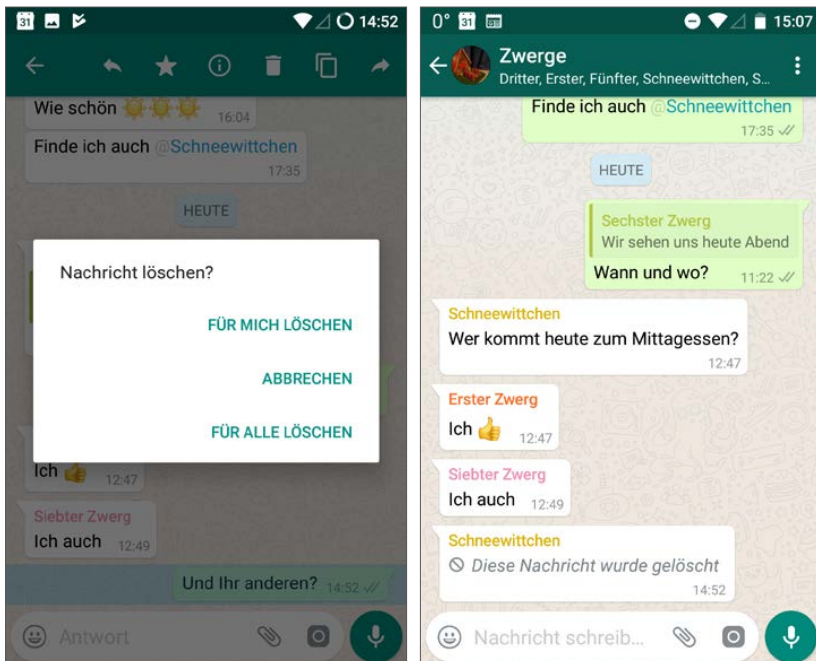 31
14:52
Wie schön
16:04
Finde ich auch @Schneewittchen
17:35
HEUTE
Nachricht löschen?
FÜR MICH LÖSCHEN
ABBRECHEN
FÜR ALLE LÖSCHEN
Ich
12:47
Siebter Zwerg
Ich auch 12:49
Und Ihr anderen? 14:52
Antwort
0° 31
15:07
Zwerge
Dritter, Erster, Fünfter, Schneewittchen, S...
Finde ich auch @Schneewittchen
17:35
HEUTE
Sechster Zwerg
Wir sehen uns heute Abend
Wann und wo? 11:22
Schneewittchen
Wer kommt heute zum Mittagessen?
12:47
Erster Zwerg
Ich 12:47
Siebter Zwerg
Ich auch 12:49
Schneewittchen
Diese Nachricht wurde gelöscht
14:52
Nachricht schreib...